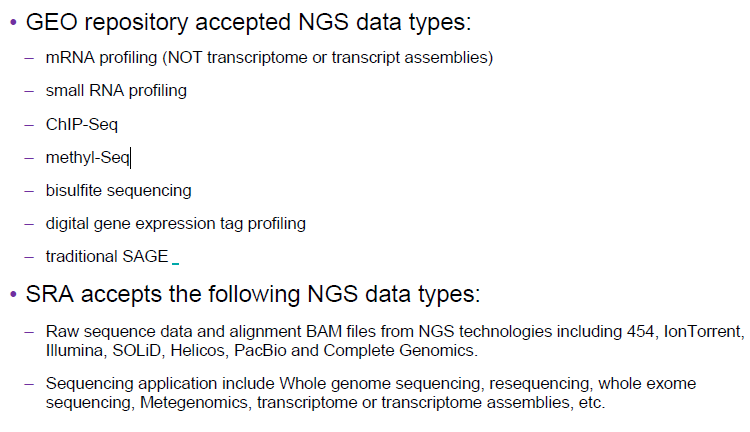 • GEO repository accepted NGS data types:
– mRNA profiling (NOT transcriptome or transcript assemblies)
– small RNA profiling
– ChIP-Seq
– methyl-Seq
– bisulfite sequencing
– digital gene expression tag profiling
– traditional SAGE
• SRA accepts the following NGS data types:
– Raw sequence data and alignment BAM files from NGS technologies including 454, IonTorrent,
Illumina, SOLiD, Helicos, PacBio and Complete Genomics.
– Sequencing application include Whole genome sequencing, resequencing, whole exome
sequencing, Metegenomics, transcriptome or transcriptome assemblies, etc.